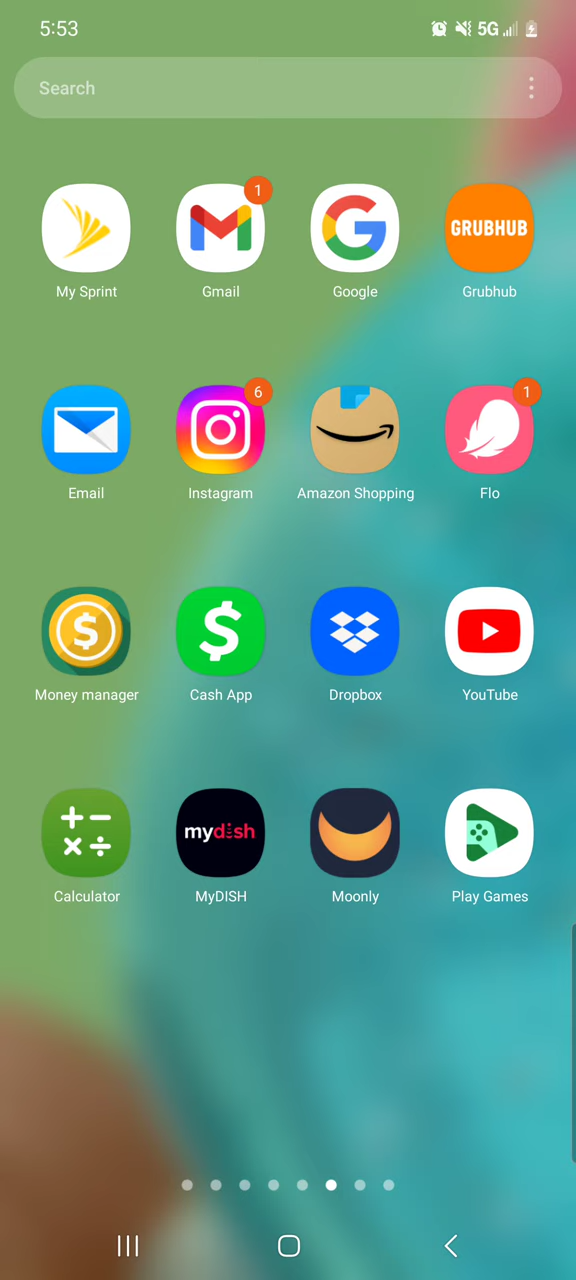 5:53
5G
Search
1
GRUBHUB
My Sprint
Gmail
Google
Grubhub
6
1
Email
Instagram
Amazon Shopping
Flo
Money manager
Cash App
Dropbox
YouTube
mydish
Calculator
MyDISH
Moonly
Play Games